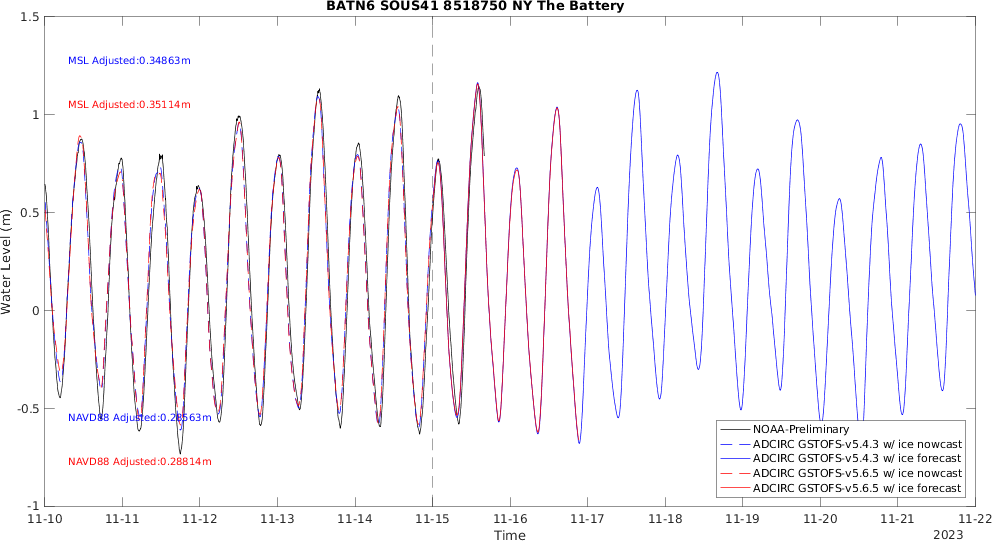 BATN6 SOUS41 8518750 NY The Battery
1.5
MSL Adjusted:0.34863m
MSL Adjusted:0.35114m
1
0.5
0
-0.5
-1
Water Level (m)
NAVD88 Adjusted:0.28563m
NAVD88 Adjusted:0.28814m
NOAA-Preliminary
ADCIRC GSTOFS-v5.4.3 w/ ice nowcast
ADCIRC GSTOFS-v5.4.3 w/ ice forecast
ADCIRC GSTOFS-v5.6.5 w/ ice nowcast
ADCIRC GSTOFS-v5.6.5 w/ ice forecast
11-10 11-11 11-12 11-13 11-14 11-15 11-16 11-17 11-18 11-19 11-20 11-21 11-22
Time
2023